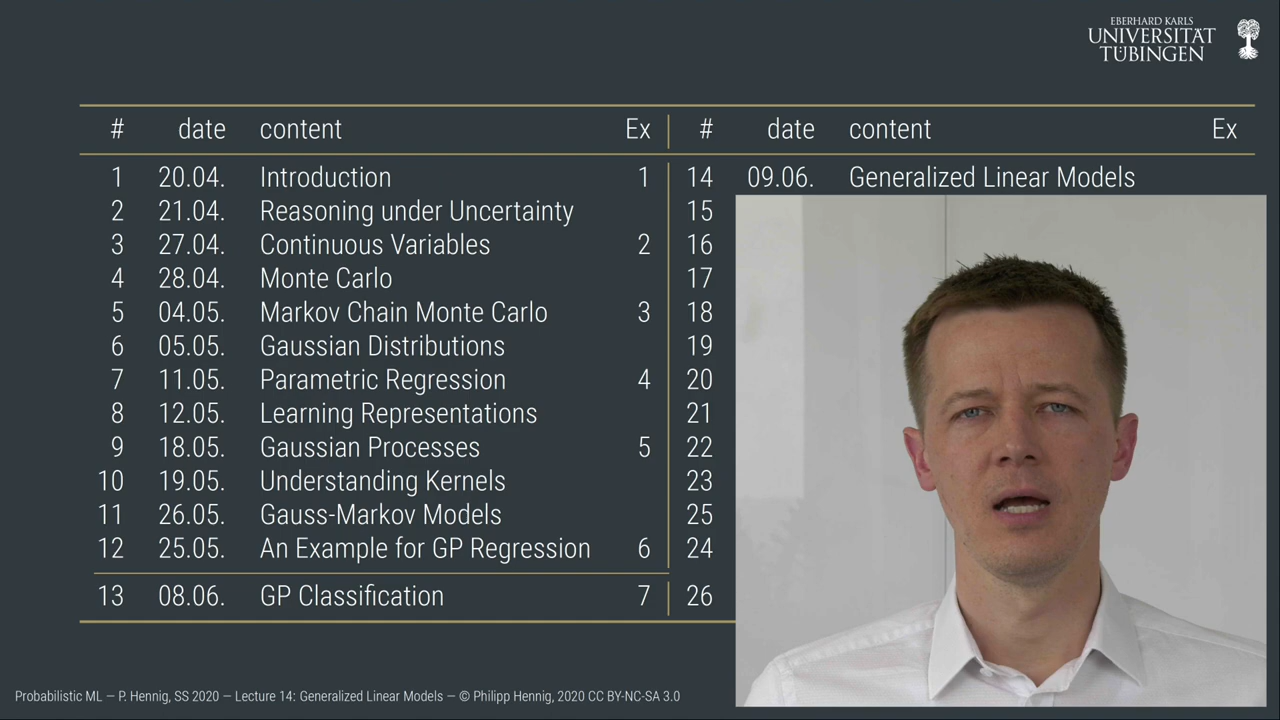 EBERHARD KARLS
UNIVERSITÄT
TÜBINGEN
# date content Ex # date content Ex
1 20.04. Introduction 1 14 09.06. Generalized Linear Models
2 21.04. Reasoning under Uncertainty 15
3 27.04. Continuous Variables 2 16
4 28.04. Monte Carlo 17
5 04.05. Markov Chain Monte Carlo 3 18
6 05.05. Gaussian Distributions 19
7 11.05. Parametric Regression 4 20
8 12.05. Learning Representations 21
9 18.05. Gaussian Processes 5 22
10 19.05. Understanding Kernels 23
11 26.05. Gauss-Markov Models 25
12 25.05. An Example for GP Regression 6 24
13 08.06. GP Classification 7 26
Probabilistic ML — P. Hennig, SS 2020 — Lecture 14: Generalized Linear Models — © Philipp Hennig, 2020 CC BY-NC-SA 3.0